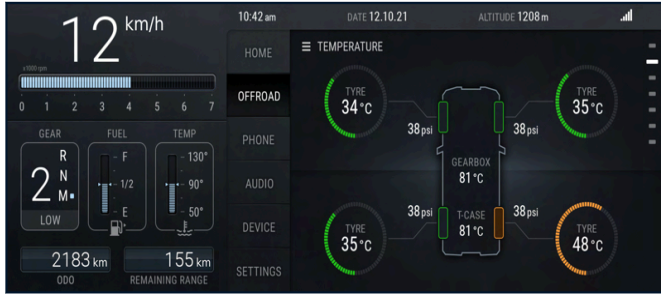 12 km/h
x1000 rpm
0 1 2 3 4 5 6 7
GEAR FUEL TEMP
R
N
M
2
LOW
F
1/2
E
130°
90°
50°
2183 km
ODO
155 km
REMAINING RANGE
10:42 am DATE 12.10.21 ALTITUDE 1208 m
HOME
OFFROAD
PHONE
AUDIO
DEVICE
SETTINGS
TEMPERATURE
TYRE
34 °C
38 psi
TYRE
35 °C
38 psi
GEARBOX
81 °C
T-CASE
81 °C
TYRE
35 °C
38 psi
TYRE
48 °C
38 psi